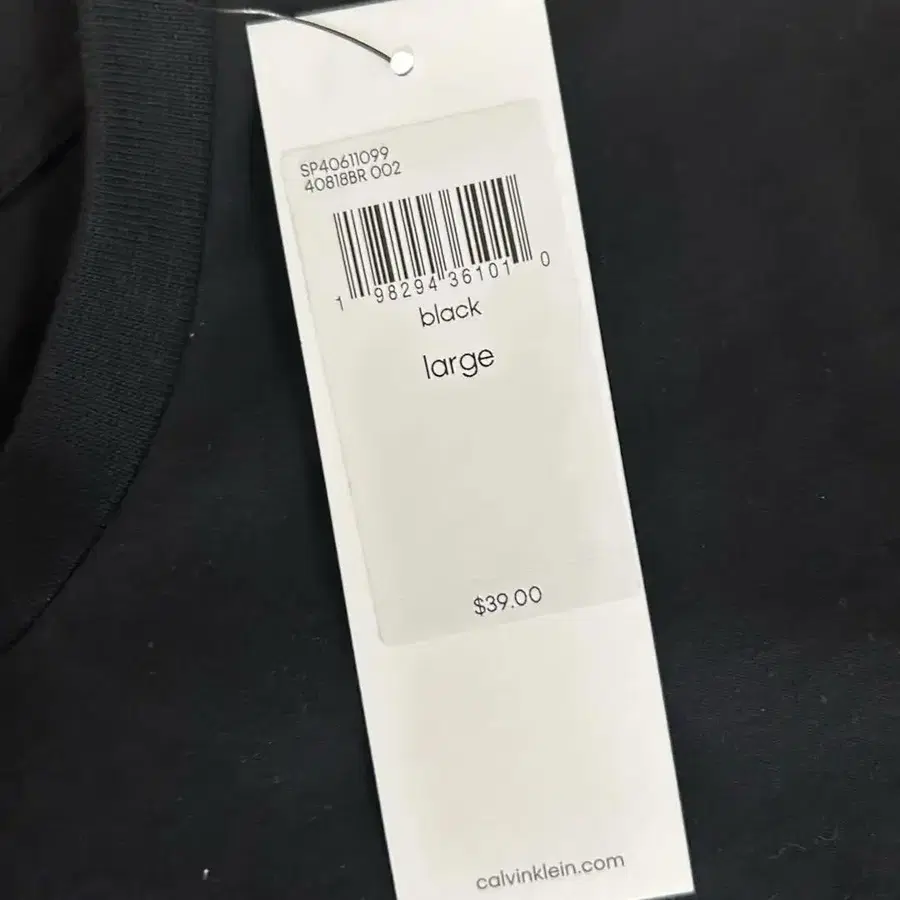 SP40611099
40818BR 002
1 98294 36101 0
black
large
$39.00
calvinklein.com